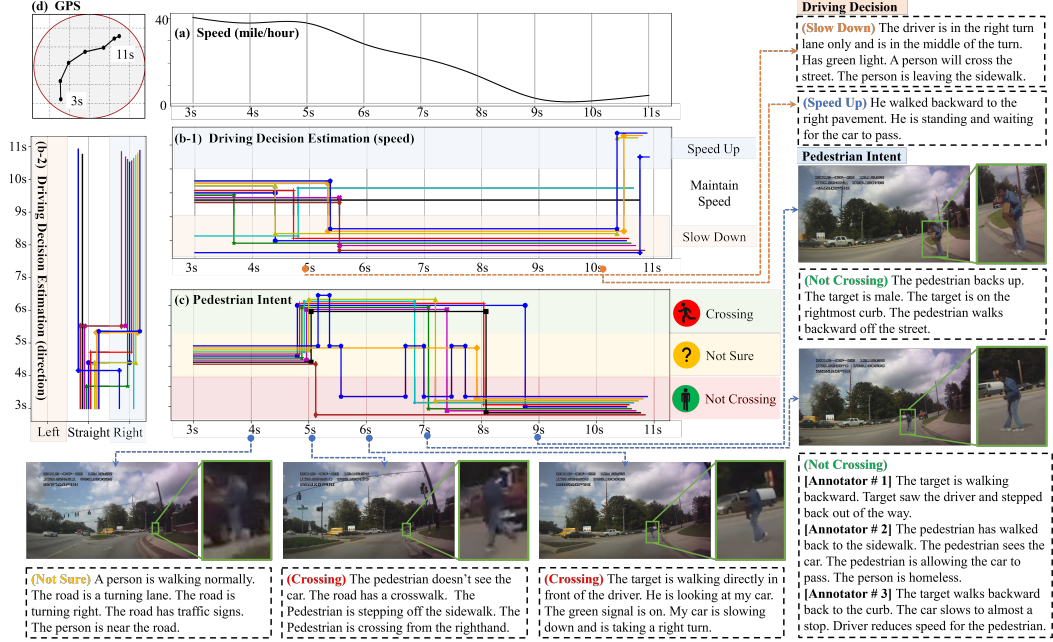 (d) GPS
11s
3s
(a) Speed (mile/hour)
40
0
3s 4s 5s 6s 7s 8s 9s 10s 11s
(b-1) Driving Decision Estimation (speed)
Speed Up
Maintain
Speed
Slow Down
3s 4s 5s 6s 7s 8s 9s 10s 11s
(b-2) Driving Decision Estimation (direction)
11s
10s
9s
8s
7s
6s
5s
4s
3s
Left Straight Right
(c) Pedestrian Intent
Crossing
?
Not Sure
Not Crossing
3s 4s 5s 6s 7s 8s 9s 10s 11s
(Not Sure) A person is walking normally.
The road is a turning lane. The road is
turning right. The road has traffic signs.
The person is near the road.
(Crossing) The pedestrian doesn't see the
car. The road has a crosswalk. The
Pedestrian is stepping off the sidewalk. The
Pedestrian is crossing from the righthand.
(Crossing) The target is walking directly in
front of the driver. He is looking at my car.
The green signal is on. My car is slowing
down and is taking a right turn.
Driving Decision
(Slow Down) The driver is in the right turn
lane only and is in the middle of the turn.
Has green light. A person will cross the
street. The person is leaving the sidewalk.
(Speed Up) He walked backward to the
right pavement. He is standing and waiting
for the car to pass.
Pedestrian Intent
(Not Crossing) The pedestrian backs up.
The target is male. The target is on the
rightmost curb. The pedestrian walks
backward off the street.
(Not Crossing)
[Annotator # 1] The target is walking
backward. Target saw the driver and stepped
back out of the way.
[Annotator # 2] The pedestrian has walked
back to the sidewalk. The pedestrian sees the
car. The pedestrian is allowing the car to
pass. The person is homeless.
[Annotator # 3] The target walks backward
back to the curb. The car slows to almost a
stop. Driver reduces speed for the pedestrian.